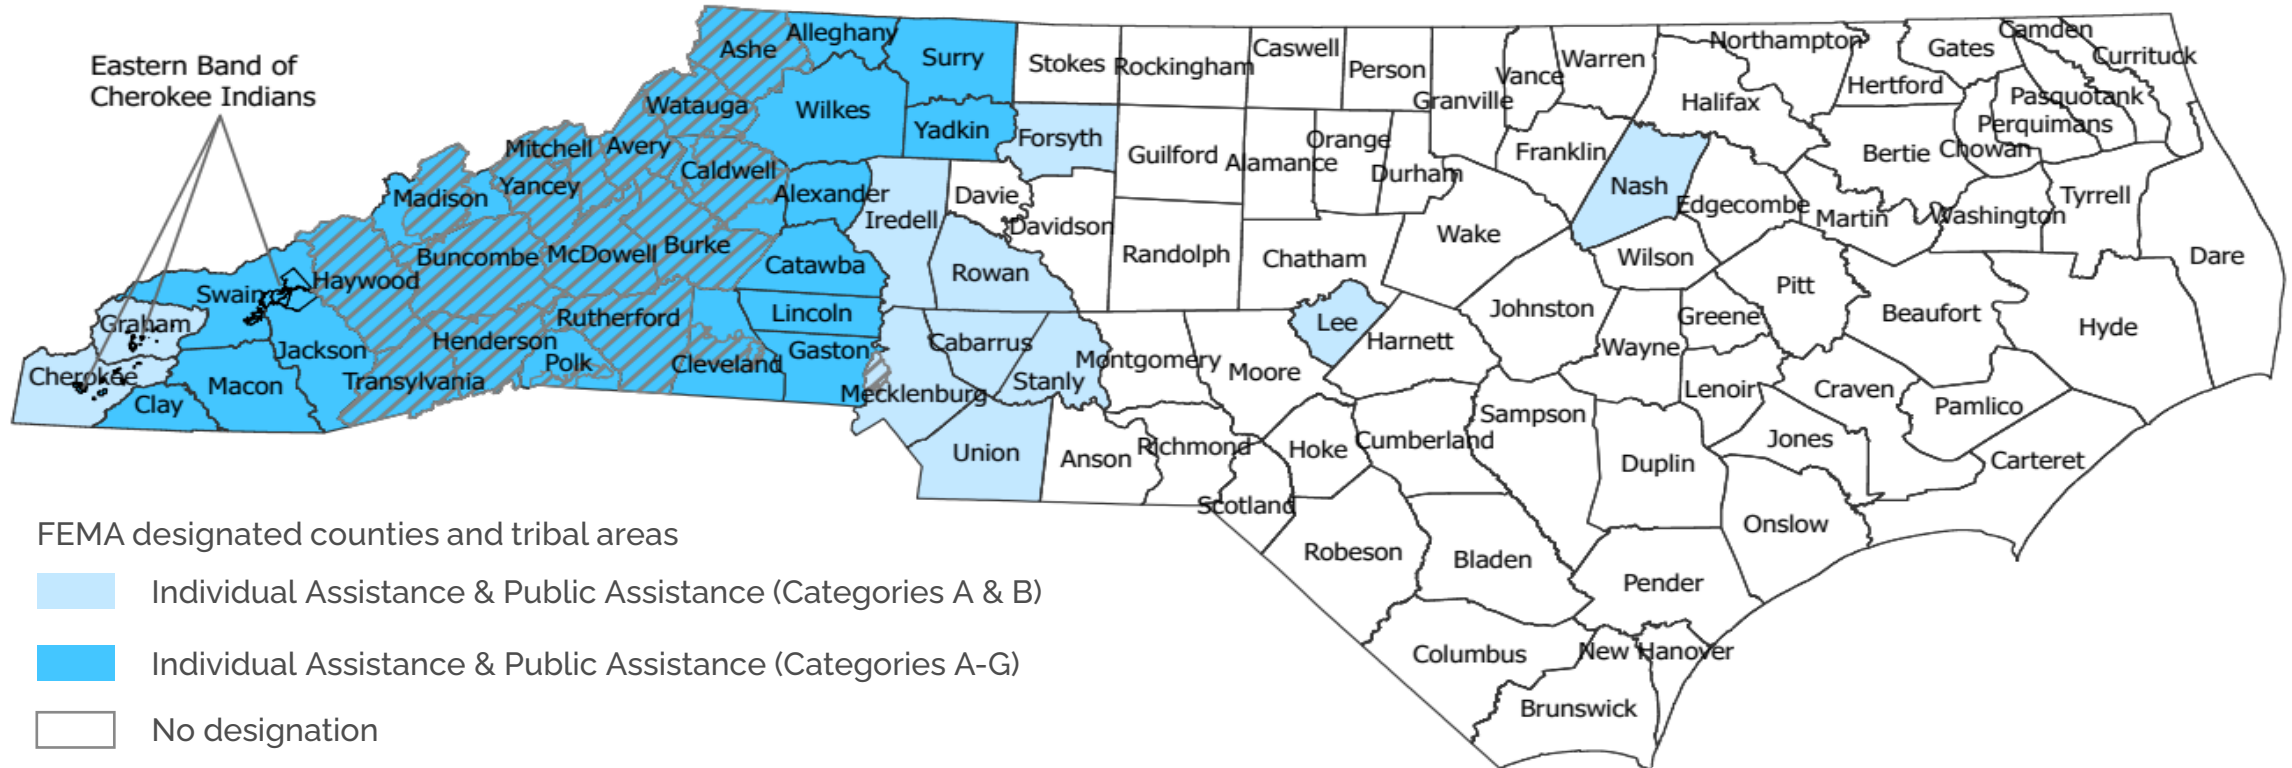 Eastern Band of
Cherokee Indians
Ashe
Alleghany
Surry
Stokes
Rockingham
Caswell
Person
Granville
Vance
Warren
Northampton
Gates
Camden
Currituck
Hertford
Pasquotank
Perquimans
Chowan
Halifax
Watauga
Wilkes
Yadkin
Forsyth
Guilford
Alamance
Orange
Durham
Franklin
Nash
Edgecombe
Bertie
Martin
Washington
Tyrrell
Dare
Mitchell
Avery
Caldwell
Alexander
Iredell
Davie
Davidson
Randolph
Chatham
Wake
Wilson
Madison
Yancey
Buncombe
McDowell
Burke
Catawba
Rowan
Haywood
Swain
Graham
Cherokee
Clay
Macon
Jackson
Transylvania
Henderson
Rutherford
Polk
Cleveland
Lincoln
Gaston
Mecklenburg
Cabarrus
Stanly
Union
Montgomery
Moore
Lee
Harnett
Johnston
Greene
Pitt
Beaufort
Hyde
Wayne
Lenoir
Craven
Pamlico
Jones
Carteret
Anson
Richmond
Scotland
Hoke
Cumberland
Sampson
Duplin
Onslow
Robeson
Bladen
Pender
Columbus
New Hanover
Brunswick
FEMA designated counties and tribal areas
Individual Assistance & Public Assistance (Categories A & B)
Individual Assistance & Public Assistance (Categories A-G)
No designation